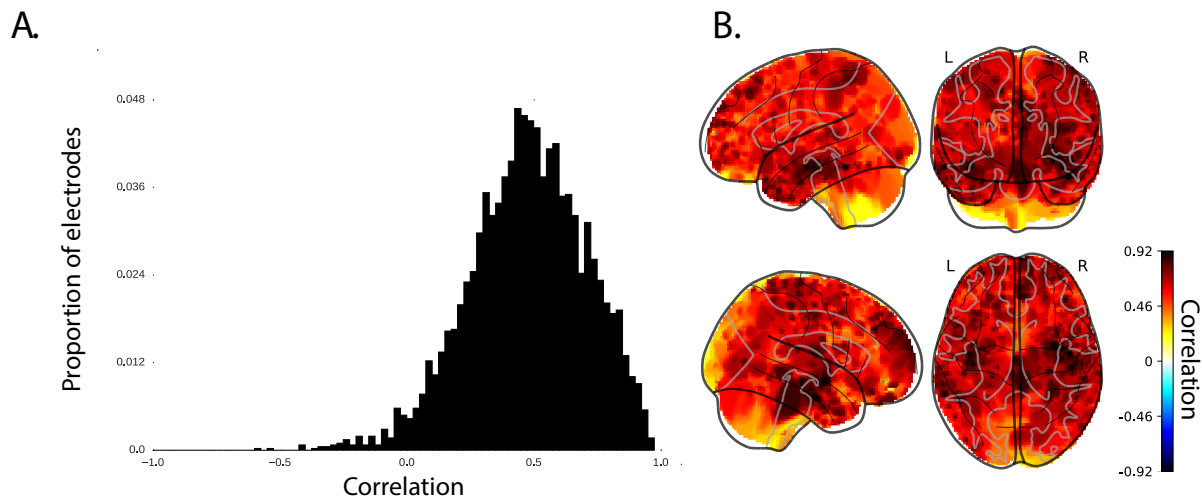 A.
B.
Proportion of electrodes
0.048
0.036
0.024
0.012
0.0
−1.0
−0.5
0.0
0.5
1.0
Correlation
L
R
L
R
0.92
0.46
0
-0.46
-0.92
Correlation